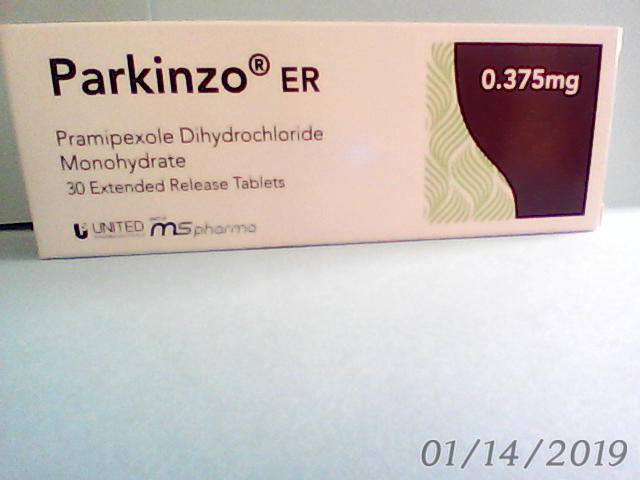 Parkinzo® ER
0.375mg
Pramipexole Dihydrochloride
Monohydrate
30 Extended Release Tablets
UNITED MS pharma
01/14/2019